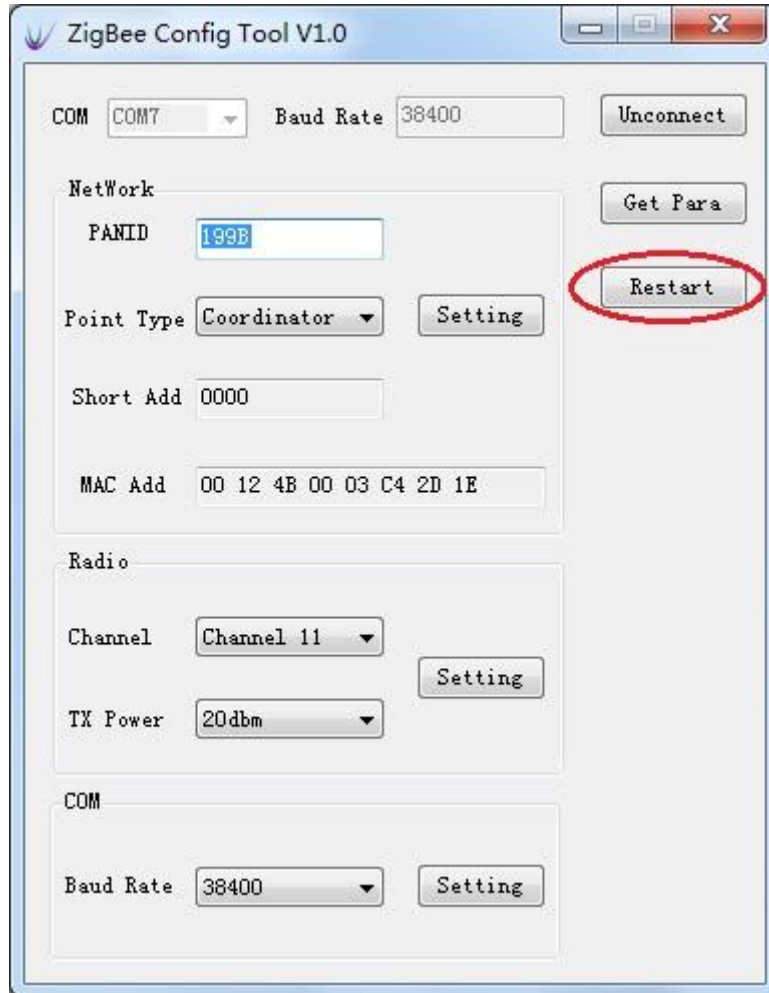 ZigBee Config Tool V1.0
COM COM7 Baud Rate 38400 Unconnect
NetWork
Get Para
PANID 199B
Restart
Point Type Coordinator Setting
Short Add 0000
MAC Add 00 12 4B 00 03 C4 2D 1E
Radio
Channel Channel 11
Setting
TX Power 20dbm
COM
Baud Rate 38400 Setting